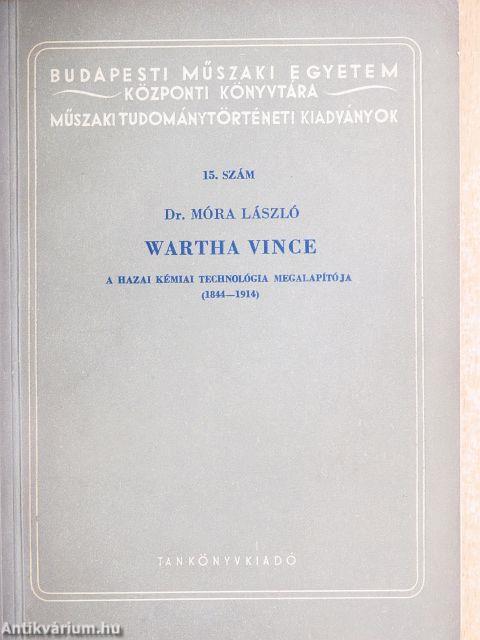 BUDAPESTI MŰSZAKI EGYETEM
KÖZPONTI KÖNYVTÁRA
MŰSZAKI TUDOMÁNYTÖRTÉNETI KIADVÁNYOK
15. SZÁM
Dr. MÓRA LÁSZLÓ
WARTHA VINCE
A HAZAI KÉMIAI TECHNOLÓGIA MEGALAPÍTÓJA
(1844—1914)
TANKÖNYVKIADÓ
Antikvárium.hu